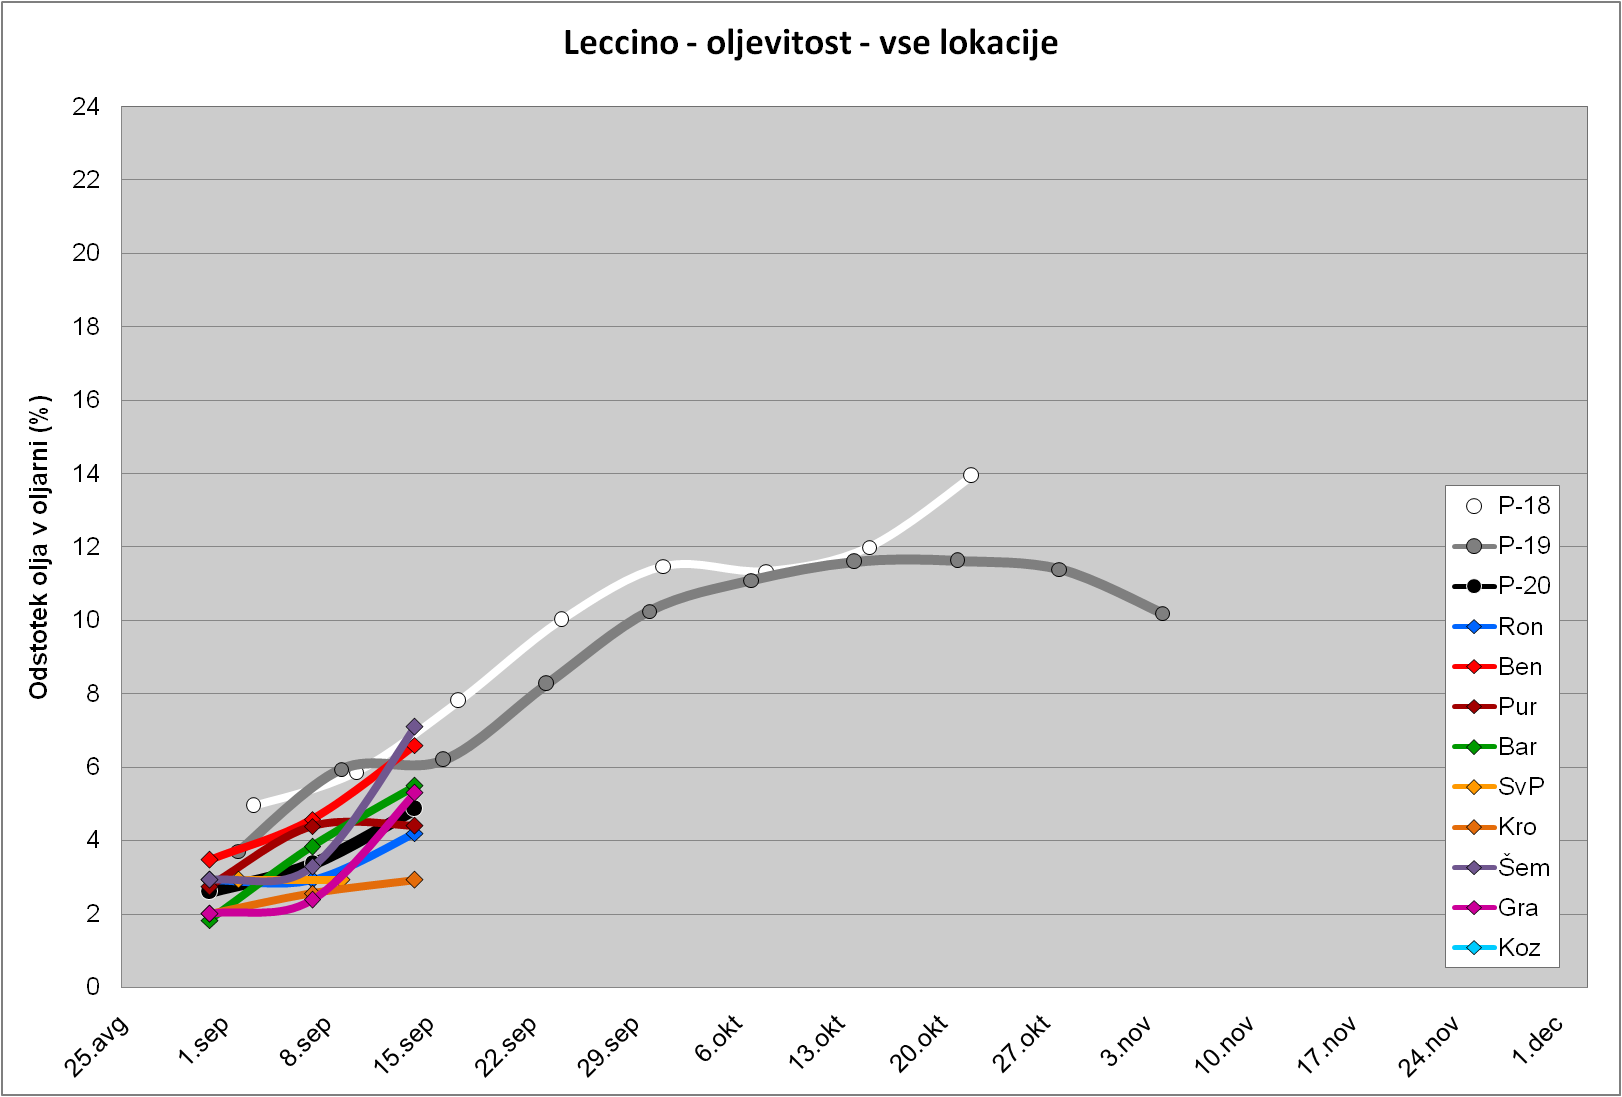 Leccino - oljevitost - vse lokacije
Odstotek olja v oljarni (%)
24
22
20
18
16
14
12
10
8
6
4
2
0
25.avg
1.sep
8.sep
15.sep
22.sep
29.sep
6.okt
13.okt
20.okt
27.okt
3.nov
10.nov
17.nov
24.nov
1.dec
P-18
P-19
P-20
Ron
Ben
Pur
Bar
SvP
Kro
Šem
Gra
Koz